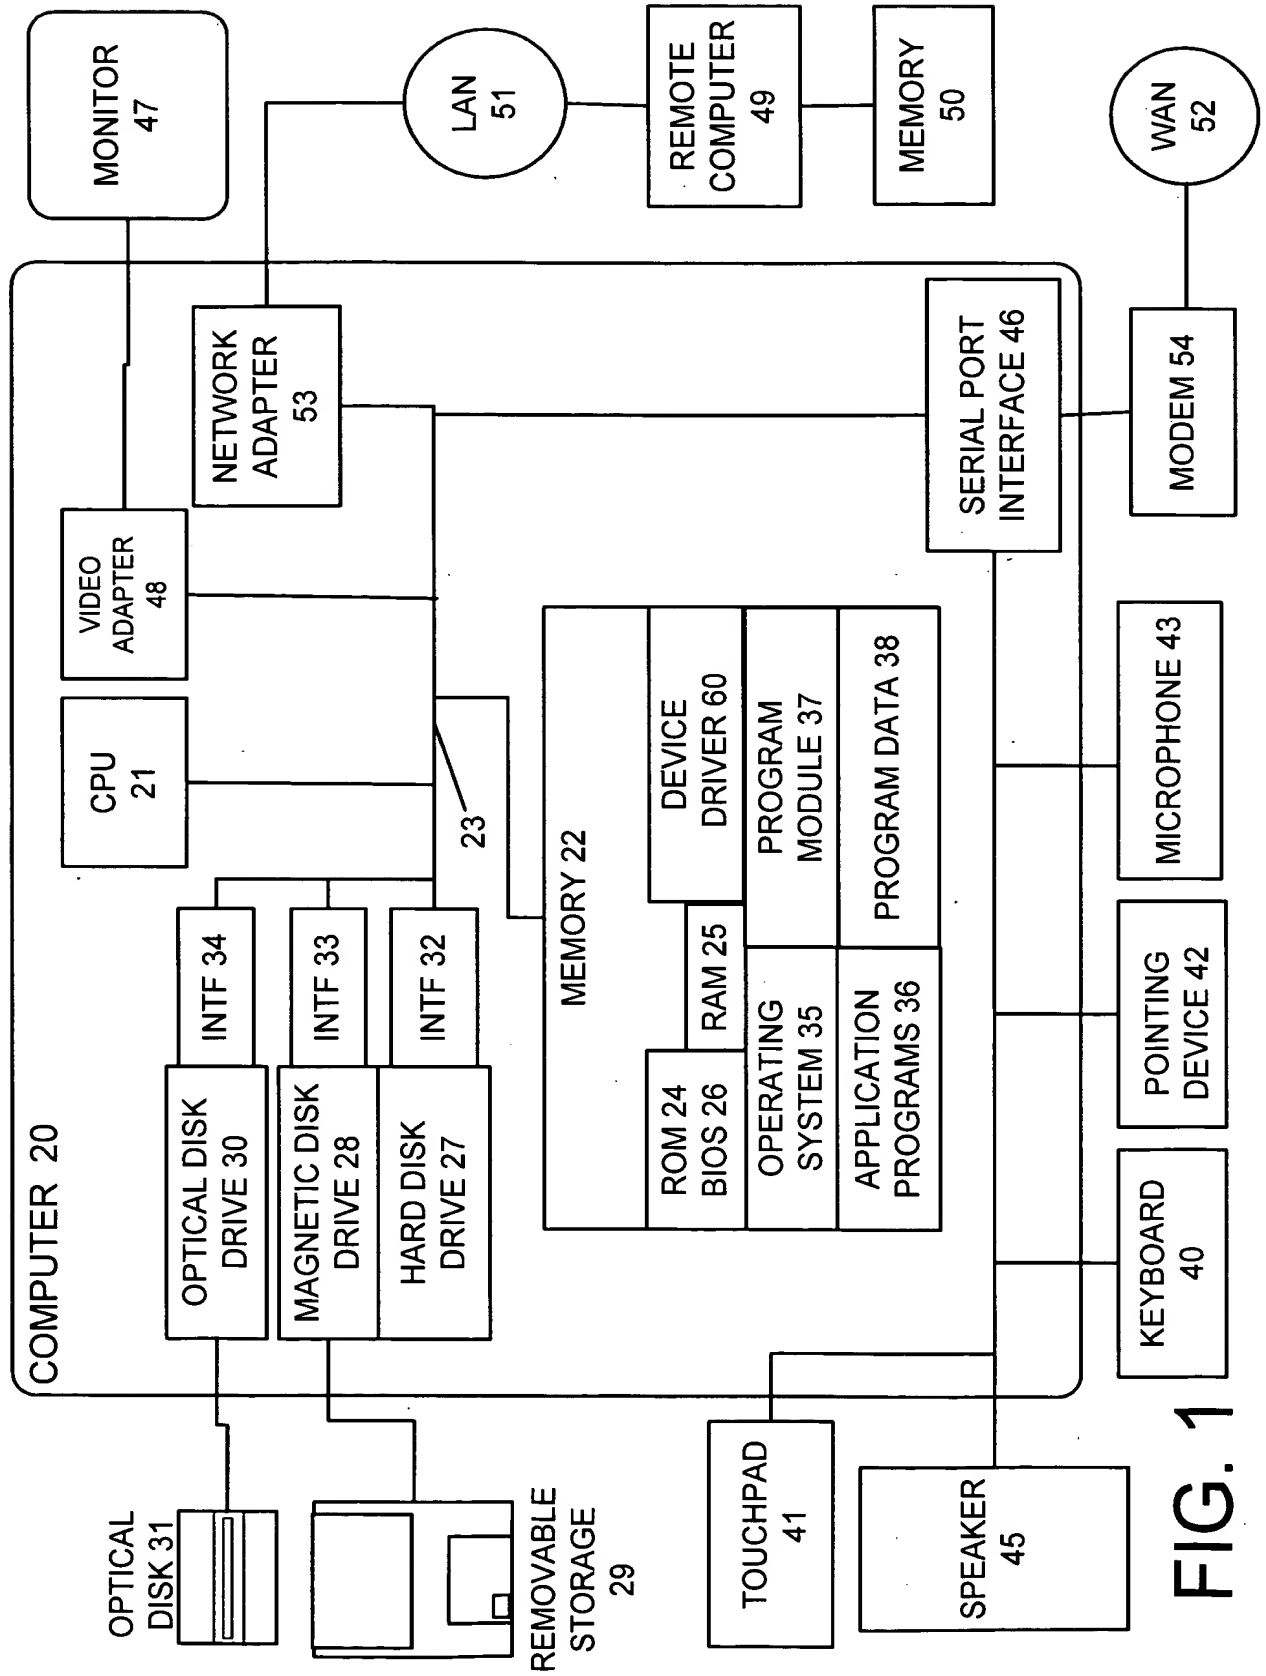 COMPUTER 20
OPTICAL
DISK 31
OPTICAL DISK
DRIVE 30
INTF 34
CPU
21
VIDEO
ADAPTER
48
MONITOR
47
REMOVABLE
STORAGE
29
MAGNETIC DISK
DRIVE 28
INTF 33
HARD DISK
DRIVE 27
INTF 32
23
NETWORK
ADAPTER
53
LAN
51
MEMORY 22
ROM 24
BIOS 26
RAM 25
DEVICE
DRIVER 60
OPERATING
SYSTEM 35
PROGRAM
MODULE 37
APPLICATION
PROGRAMS 36
PROGRAM DATA 38
REMOTE
COMPUTER
49
MEMORY
50
TOUCHPAD
41
SPEAKER
45
SERIAL PORT
INTERFACE 46
KEYBOARD
40
POINTING
DEVICE 42
MICROPHONE 43
MODEM 54
WAN
52
FIG. 1